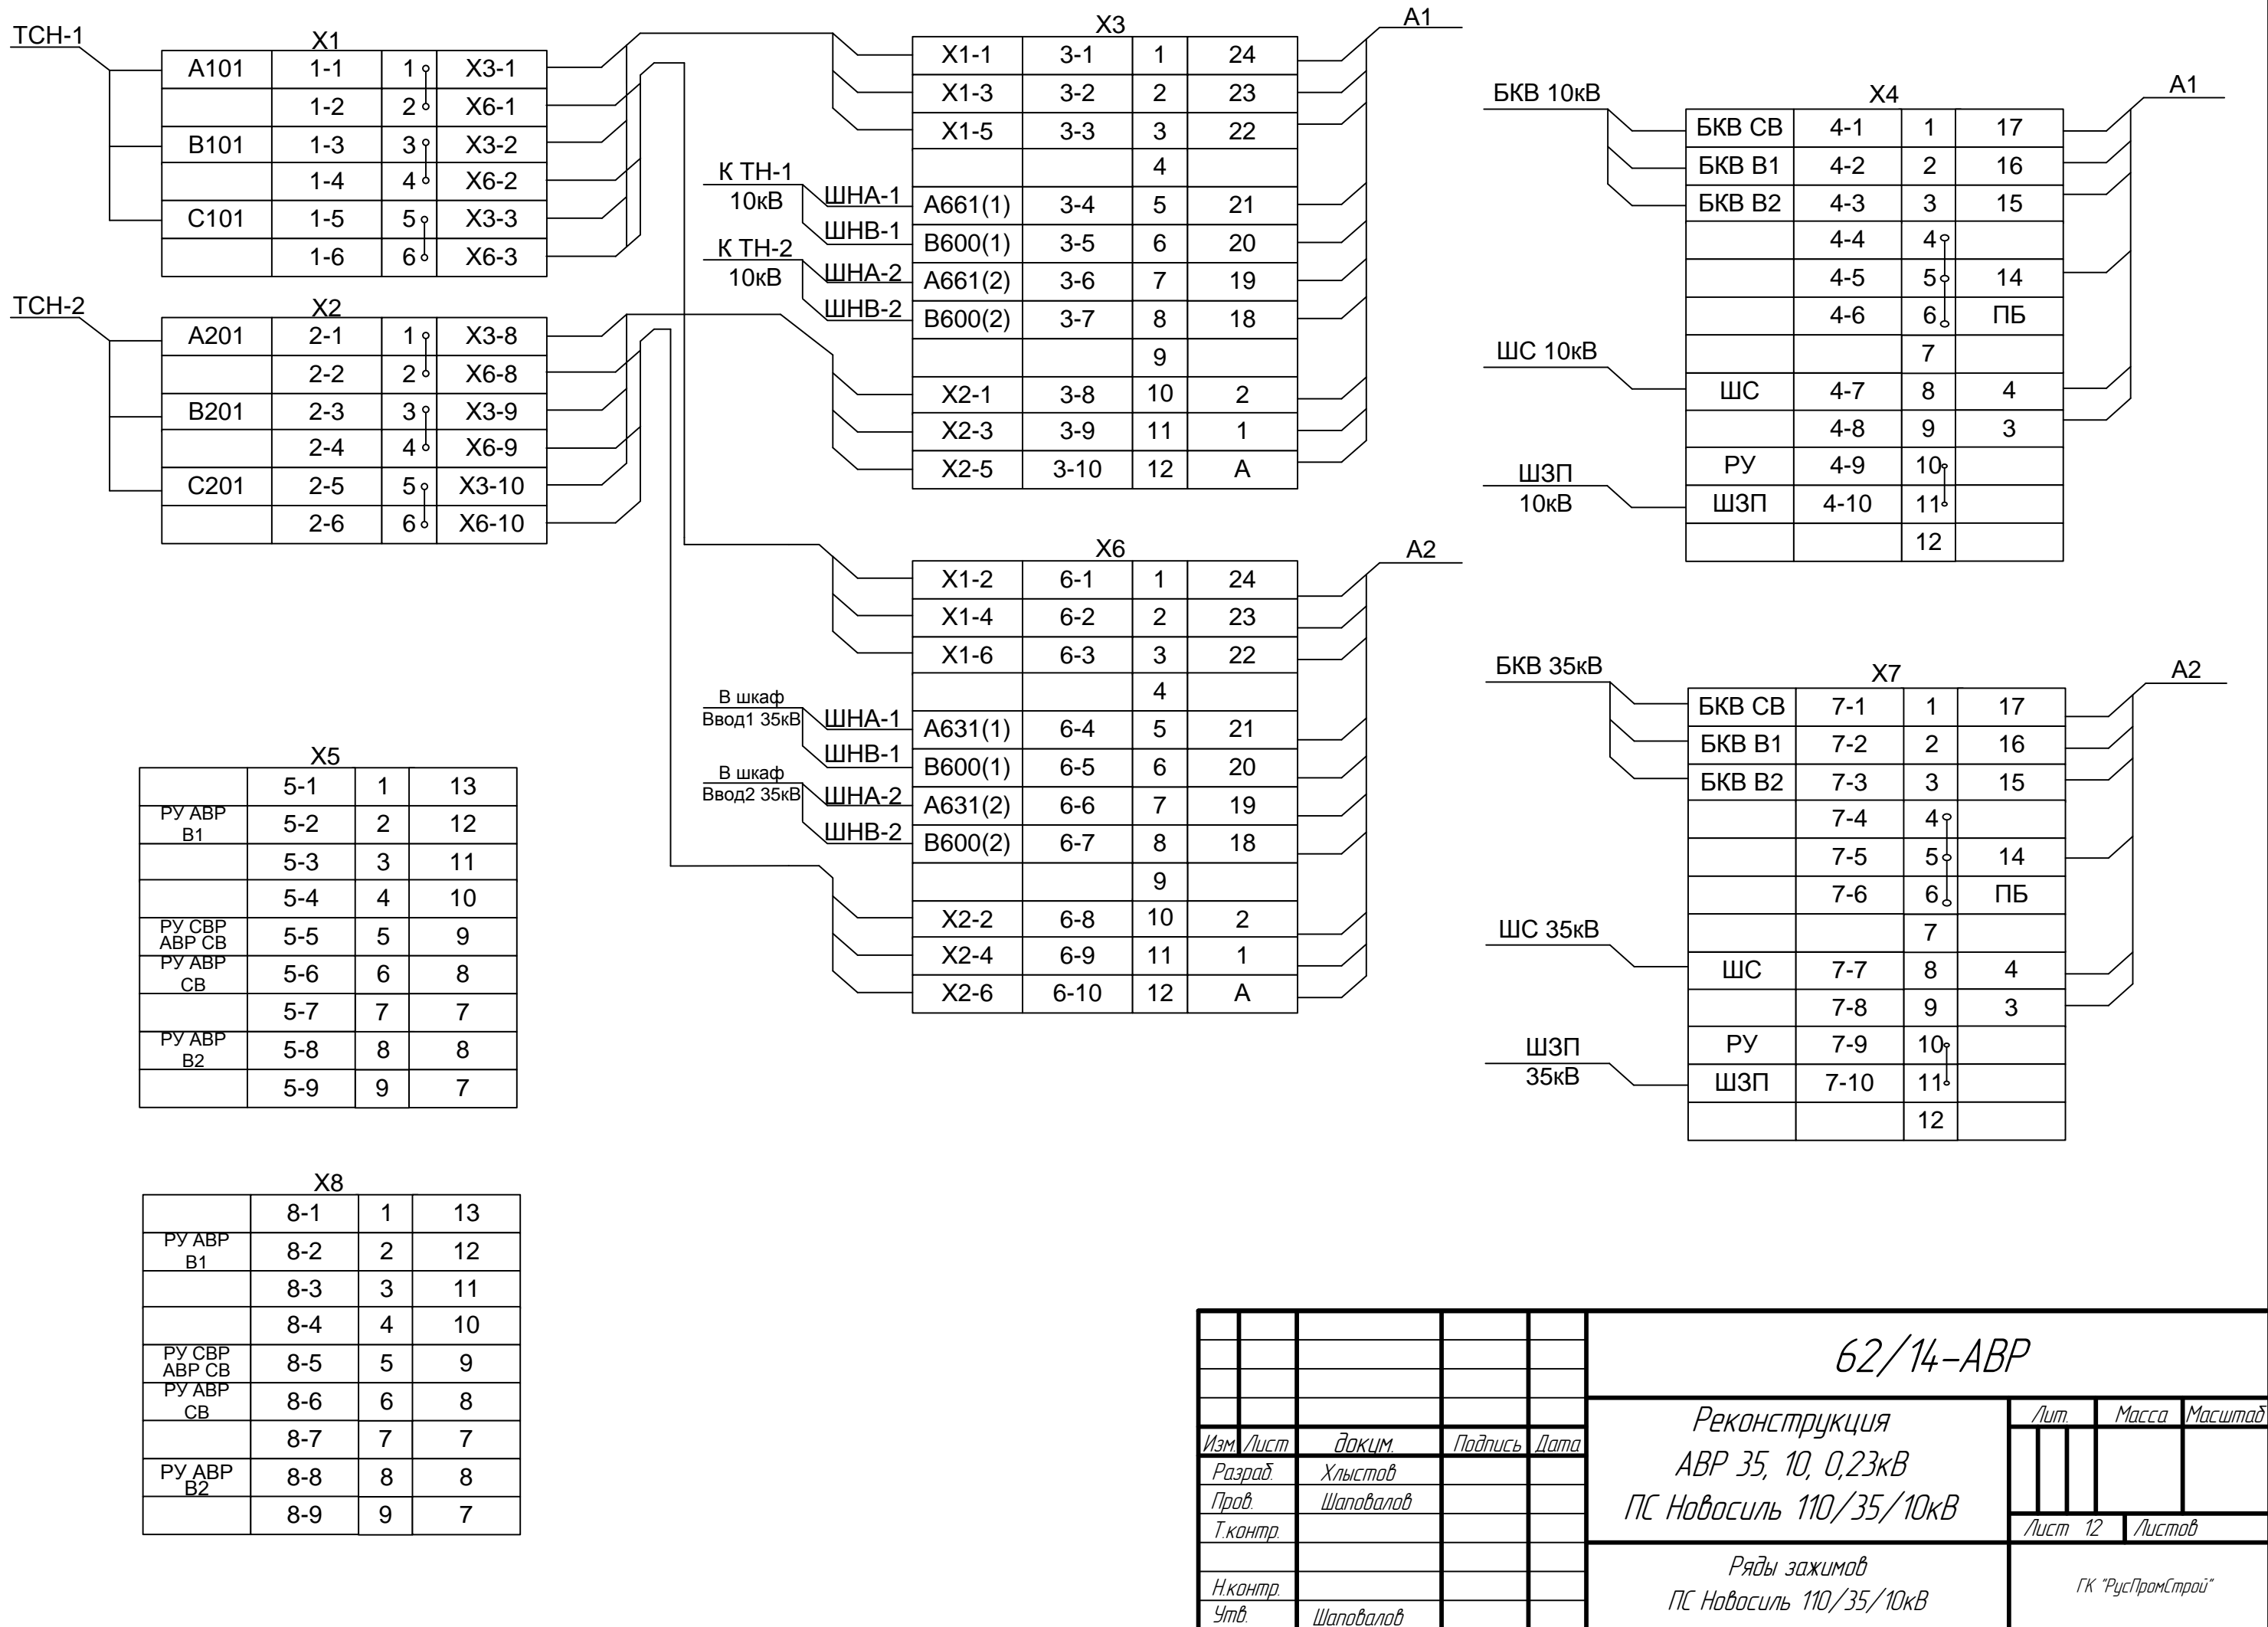 ТСН-1
X1
A101 1-1 1 X3-1
1-2 2 X6-1
B101 1-3 3 X3-2
1-4 4 X6-2
C101 1-5 5 X3-3
1-6 6 X6-3
ТСН-2
X2
A201 2-1 1 X3-8
2-2 2 X6-8
B201 2-3 3 X3-9
2-4 4 X6-9
C201 2-5 5 X3-10
2-6 6 X6-10
X3
А1
X1-1 3-1 1 24
X1-3 3-2 2 23
X1-5 3-3 3 22
4
К ТН-1
10кВ
ШНА-1
A661(1) 3-4 5 21
ШНВ-1
B600(1) 3-5 6 20
К ТН-2
10кВ
ШНА-2
A661(2) 3-6 7 19
ШНВ-2
B600(2) 3-7 8 18
9
X2-1 3-8 10 2
X2-3 3-9 11 1
X2-5 3-10 12 А
БКВ 10кВ
X4
А1
БКВ СВ 4-1 1 17
БКВ В1 4-2 2 16
БКВ В2 4-3 3 15
4-4 4
4-5 5 14
4-6 6 ПБ
ШС 10кВ
7
ШС 4-7 8 4
4-8 9 3
ШЗП
10кВ
РУ 4-9 10
ШЗП 4-10 11
12
X6
А2
X1-2 6-1 1 24
X1-4 6-2 2 23
X1-6 6-3 3 22
4
В шкаф
Ввод1 35кВ
ШНА-1
A631(1) 6-4 5 21
ШНВ-1
B600(1) 6-5 6 20
В шкаф
Ввод2 35кВ
ШНА-2
A631(2) 6-6 7 19
ШНВ-2
B600(2) 6-7 8 18
9
X2-2 6-8 10 2
X2-4 6-9 11 1
X2-6 6-10 12 А
БКВ 35кВ
X7
А2
БКВ СВ 7-1 1 17
БКВ В1 7-2 2 16
БКВ В2 7-3 3 15
7-4 4
7-5 5 14
7-6 6 ПБ
ШС 35кВ
7
ШС 7-7 8 4
7-8 9 3
ШЗП
35кВ
РУ 7-9 10
ШЗП 7-10 11
12
X5
5-1 1 13
РУ АВР
В1
5-2 2 12
5-3 3 11
5-4 4 10
РУ СВР
АВР СВ
5-5 5 9
РУ АВР
СВ
5-6 6 8
5-7 7 7
РУ АВР
В2
5-8 8 8
5-9 9 7
X8
8-1 1 13
РУ АВР
В1
8-2 2 12
8-3 3 11
8-4 4 10
РУ СВР
АВР СВ
8-5 5 9
РУ АВР
СВ
8-6 6 8
8-7 7 7
РУ АВР
В2
8-8 8 8
8-9 9 7
62/14-АВР
Изм. Лист докум. Подпись Дата
Разраб. Хлыстов
Пров. Шаповалов
Т.контр.
Н.контр.
Утв. Шаповалов
Реконструкция
АВР 35, 10, 0,23кВ
ПС Новосиль 110/35/10кВ
Лит. Масса Масштаб
Лист 12 Листов
Ряды зажимов
ПС Новосиль 110/35/10кВ
ГК "РусПромСтрой"